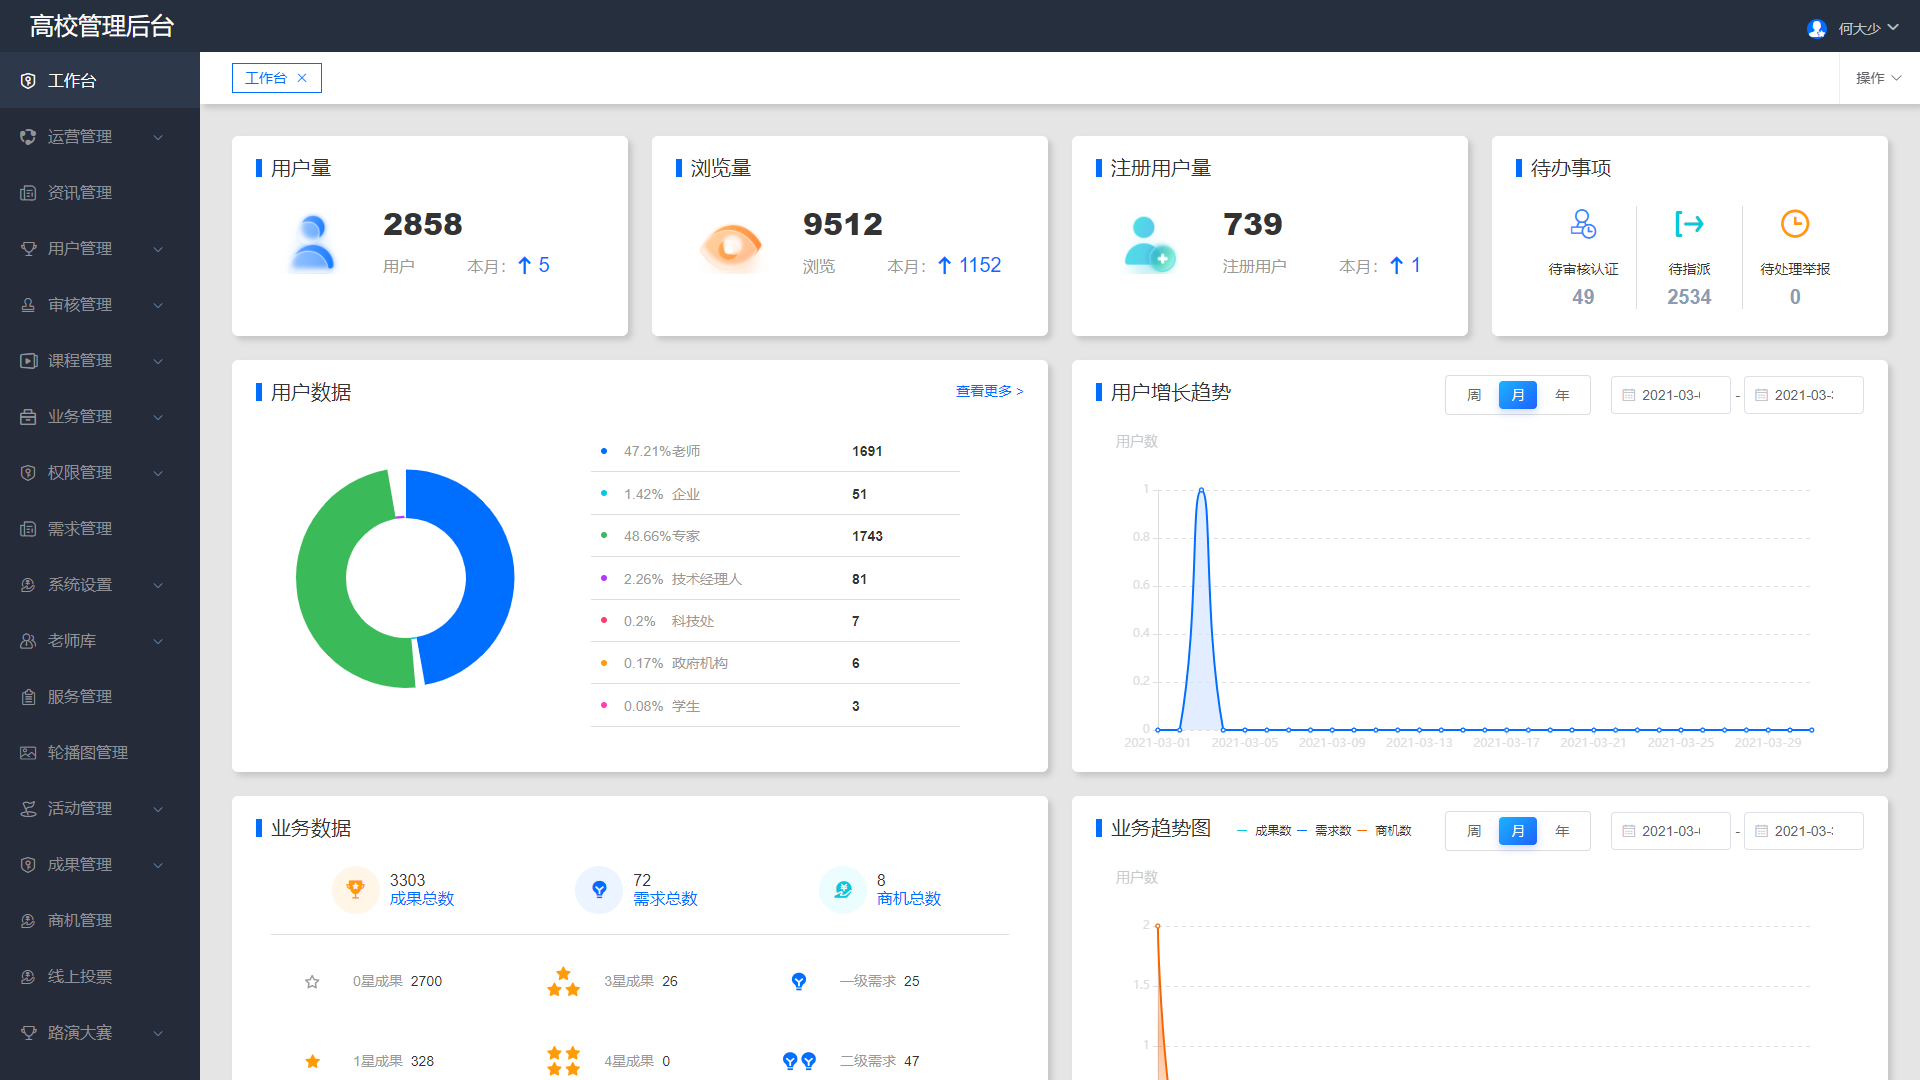 高校管理后台
何大少
工作台
运营管理
资讯管理
用户管理
审核管理
课程管理
业务管理
权限管理
需求管理
系统设置
老师库
服务管理
轮播图管理
活动管理
成果管理
商机管理
线上投票
路演大赛
工作台 ×
操作
用户量
2858
用户 本月： 5
浏览量
9512
浏览 本月： 1152
注册用户量
739
注册用户 本月： 1
待办事项
待审核认证 待指派 待处理举报
49 2534 0
用户数据 查看更多 >
47.21%老师 1691
1.42% 企业 51
48.66%专家 1743
2.26% 技术经理人 81
0.2% 科技处 7
0.17% 政府机构 6
0.08% 学生 3
用户增长趋势 周 月 年 2021-03- - 2021-03-
用户数
1
0.8
0.6
0.4
0.2
0
2021-03-01 2021-03-05 2021-03-09 2021-03-13 2021-03-17 2021-03-21 2021-03-25 2021-03-29
业务数据
3303
成果总数
72
需求总数
8
商机总数
0星成果 2700 3星成果 26 一级需求 25
1星成果 328 4星成果 0 二级需求 47
业务趋势图 成果数 需求数 商机数 周 月 年 2021-03- - 2021-03-
用户数
2
1.5
1